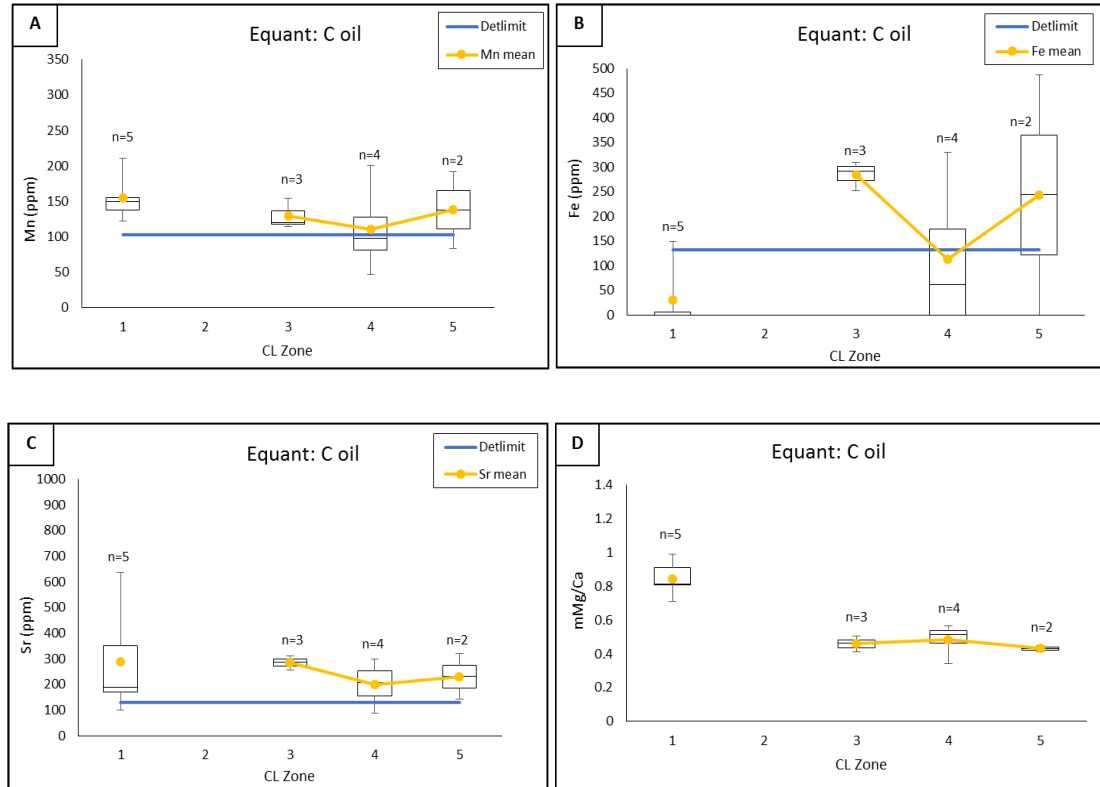 A
Equant: C oil
Detlimit
Mn mean
350
300
250
200
150
100
50
0
Mn (ppm)
n=5
n=3
n=4
n=2
1 2 3 4 5
CL Zone
B
Equant: C oil
Detlimit
Fe mean
500
450
400
350
300
250
200
150
100
50
0
Fe (ppm)
n=5
n=3
n=4
n=2
1 2 3 4 5
CL Zone
C
Equant: C oil
Detlimit
Sr mean
1000
900
800
700
600
500
400
300
200
100
0
Sr (ppm)
n=5
n=3
n=4
n=2
1 2 3 4 5
CL Zone
D
Equant: C oil
1.4
1.2
1
0.8
0.6
0.4
0.2
0
mMg/Ca
n=5
n=3
n=4
n=2
1 2 3 4 5
CL Zone